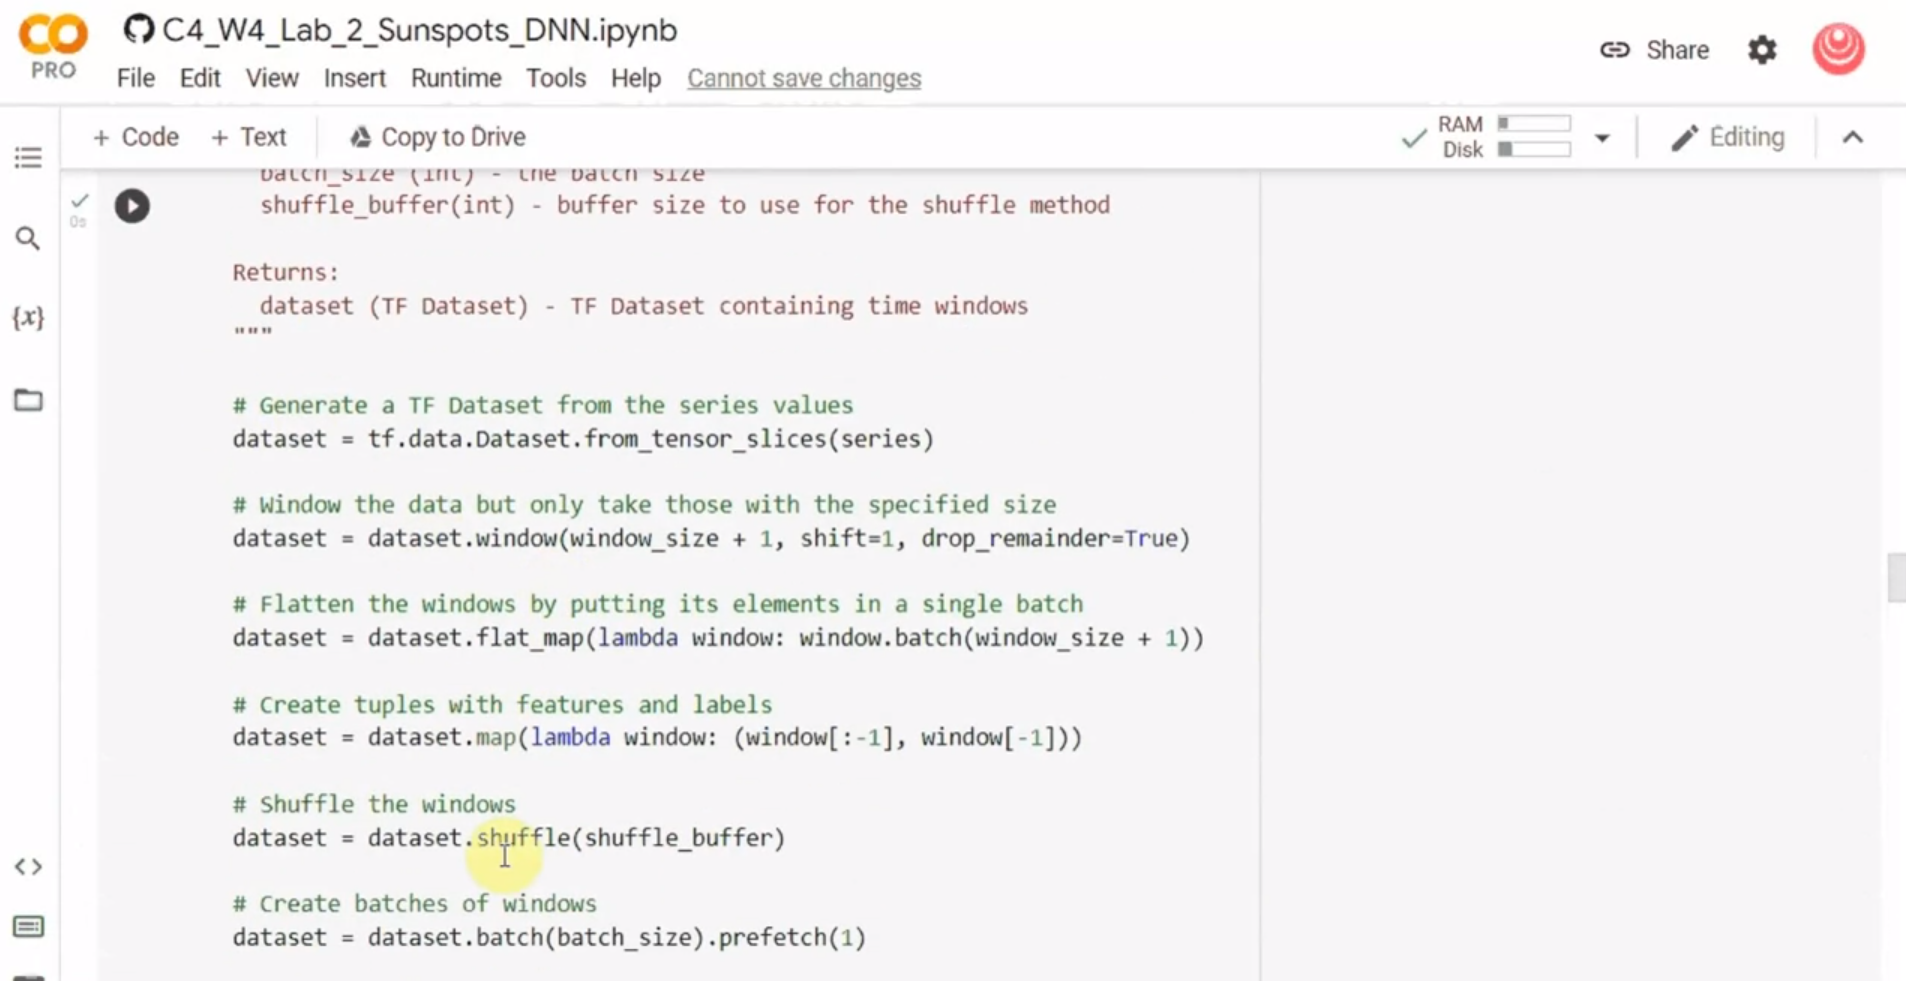 C4_W4_Lab_2_Sunspots_DNN.ipynb
PRO
File Edit View Insert Runtime Tools Help Cannot save changes
Share
+ Code + Text Copy to Drive
RAM
Disk
Editing
batch_size (int) - the batch size
0s
shuffle_buffer(int) - buffer size to use for the shuffle method
Returns:
dataset (TF Dataset) - TF Dataset containing time windows
"""
# Generate a TF Dataset from the series values
dataset = tf.data.Dataset.from_tensor_slices(series)
# Window the data but only take those with the specified size
dataset = dataset.window(window_size + 1, shift=1, drop_remainder=True)
# Flatten the windows by putting its elements in a single batch
dataset = dataset.flat_map(lambda window: window.batch(window_size + 1))
# Create tuples with features and labels
dataset = dataset.map(lambda window: (window[:-1], window[-1]))
# Shuffle the windows
dataset = dataset.shuffle(shuffle_buffer)
# Create batches of windows
dataset = dataset.batch(batch_size).prefetch(1)
{x}
<>